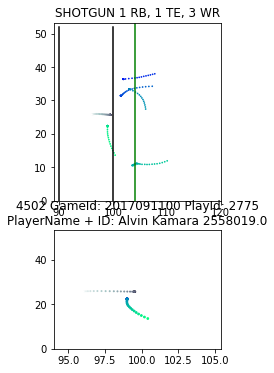 SHOTGUN 1 RB, 1 TE, 3 WR
50
40
30
20
10
0
90 100 110 120
4502 GameId: 2017091100 PlayId: 2775
PlayerName + ID: Alvin Kamara 2558019.0
40
20
0
95.0 97.5 100.0 102.5 105.0